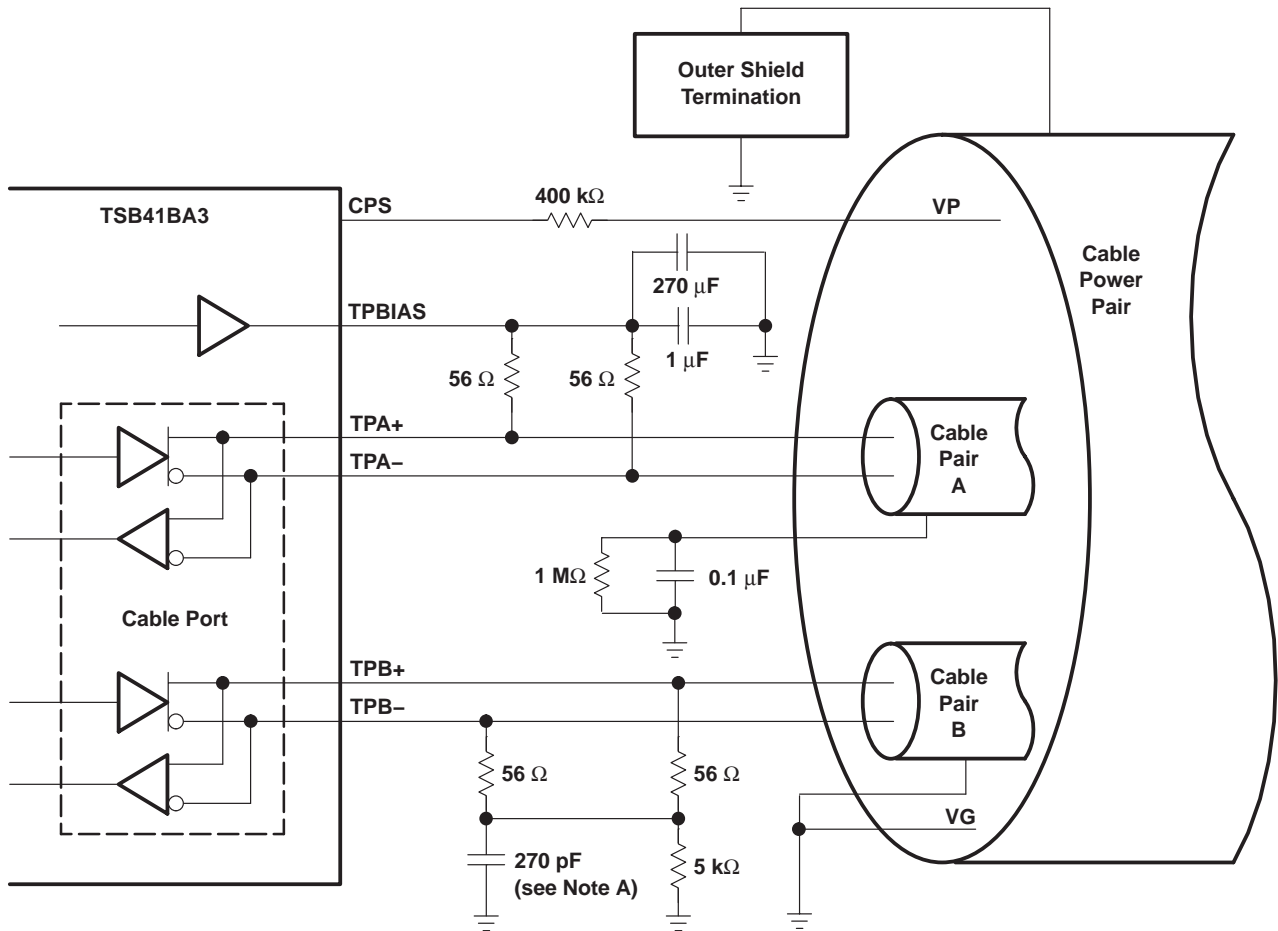 Outer Shield
Termination
TSB41BA3
CPS
400 kΩ
VP
Cable
Power
Pair
270 μF
TPBIAS
1 μF
56 Ω
56 Ω
TPA+
TPA–
Cable
Pair
A
1 MΩ
0.1 μF
Cable Port
TPB+
TPB–
Cable
Pair
B
56 Ω
56 Ω
VG
270 pF
(see Note A)
5 kΩ